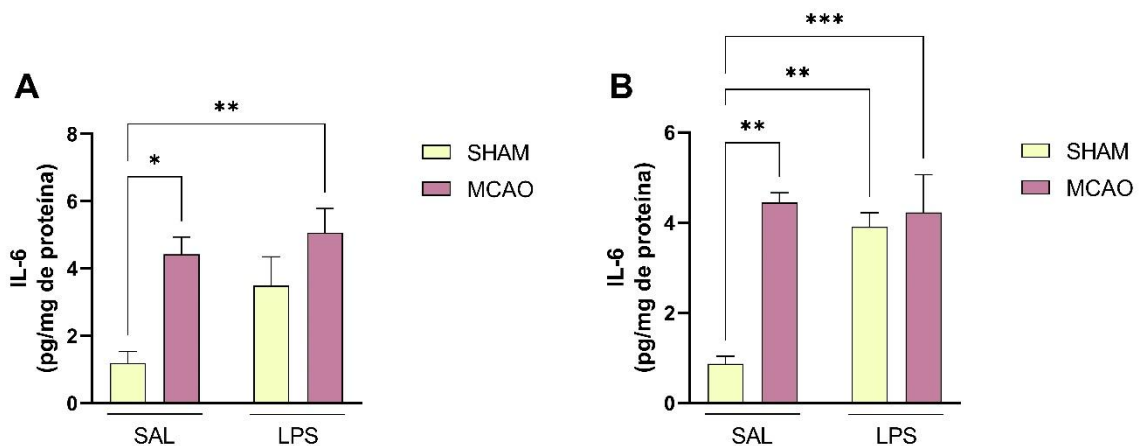 A
IL-6
(pg/mg de proteína)
8
6
4
2
0
**
*
SAL
LPS
SHAM
MCAO
B
IL-6
(pg/mg de proteína)
6
4
2
0
***
**
**
SAL
LPS
SHAM
MCAO